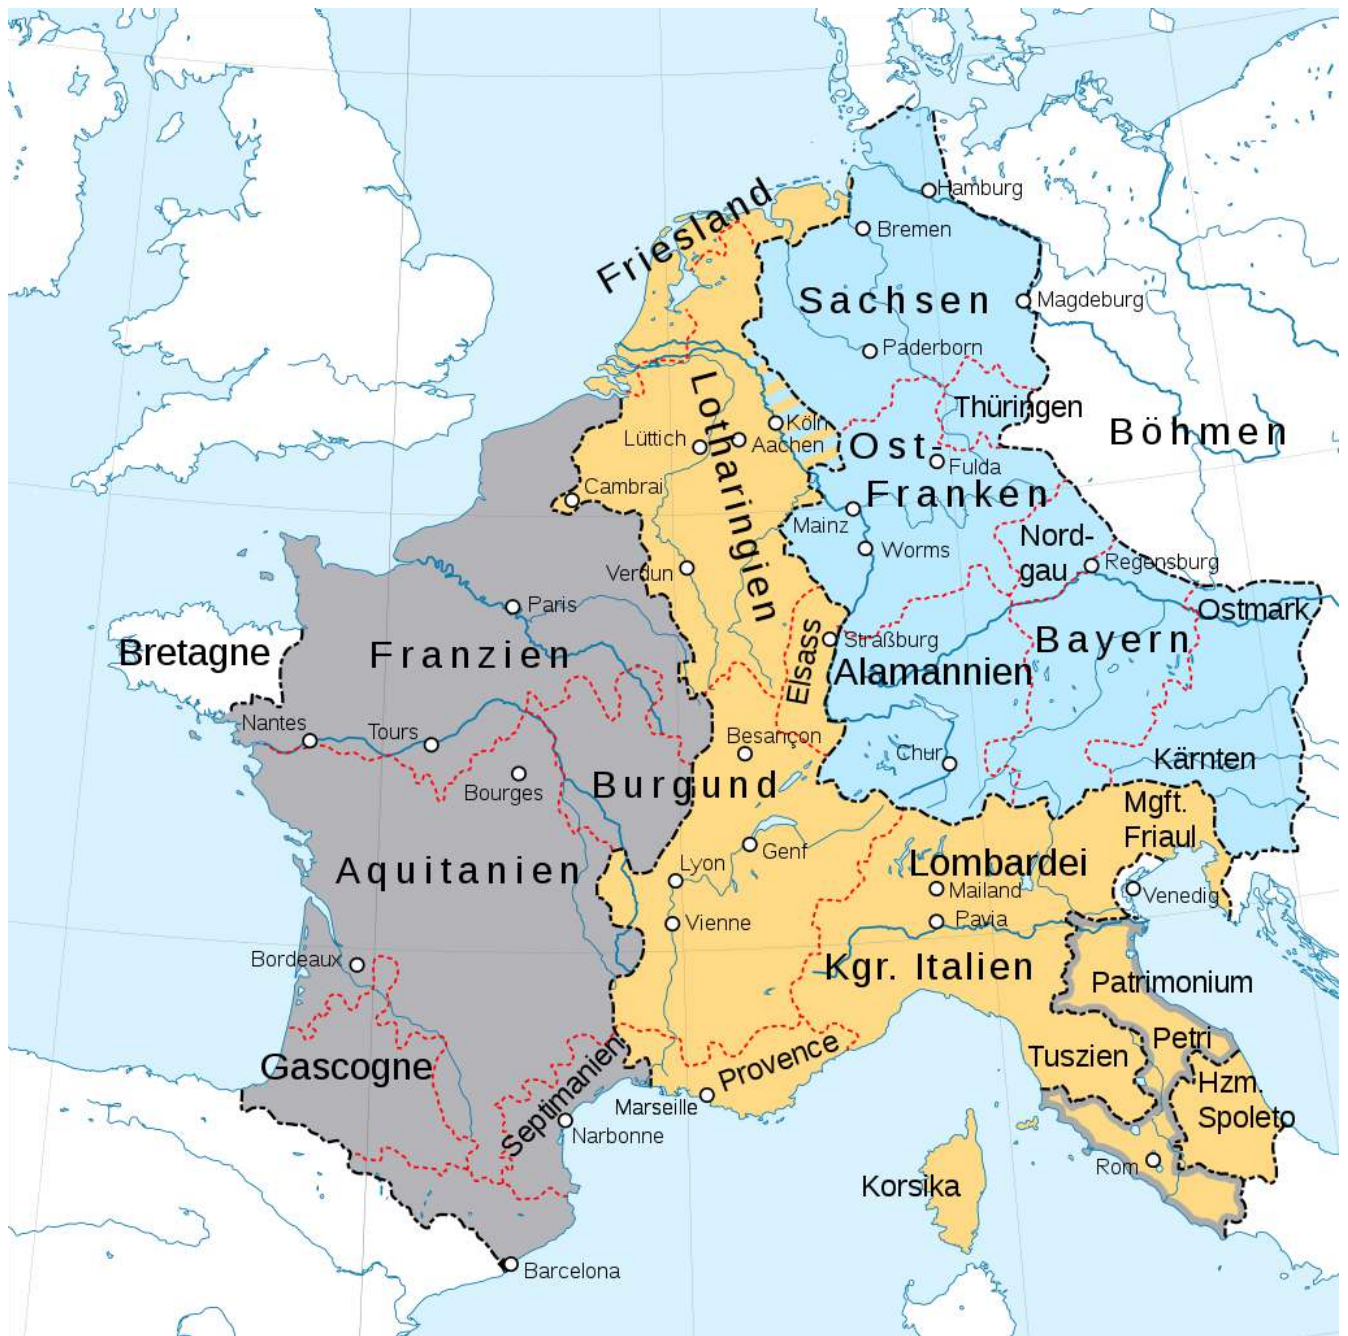 Friesland
Hamburg
Bremen
Sachsen
Magdeburg
Paderborn
Lotharingien
Thüringen
Böhmen
Köln
Lüttich
Aachen
Ost-
Fulda
Franken
Cambrai
Mainz
Nord-
gau
Worms
Regensburg
Verdun
Paris
Ostmark
Bretagne
Franzien
Elsass
Straßburg
Bayern
Alamannien
Nantes
Tours
Besançon
Chur
Kärnten
Bourges
Burgund
Mgft.
Friaul
Genf
Lyon
Lombardei
Aquitanien
Mailand
Venedig
Vienne
Pavia
Bordeaux
Kgr. Italien
Patrimonium
Petri
Gascogne
Septimanien
Provence
Tuszien
Hzm.
Spoleto
Marseille
Narbonne
Rom
Korsika
Barcelona